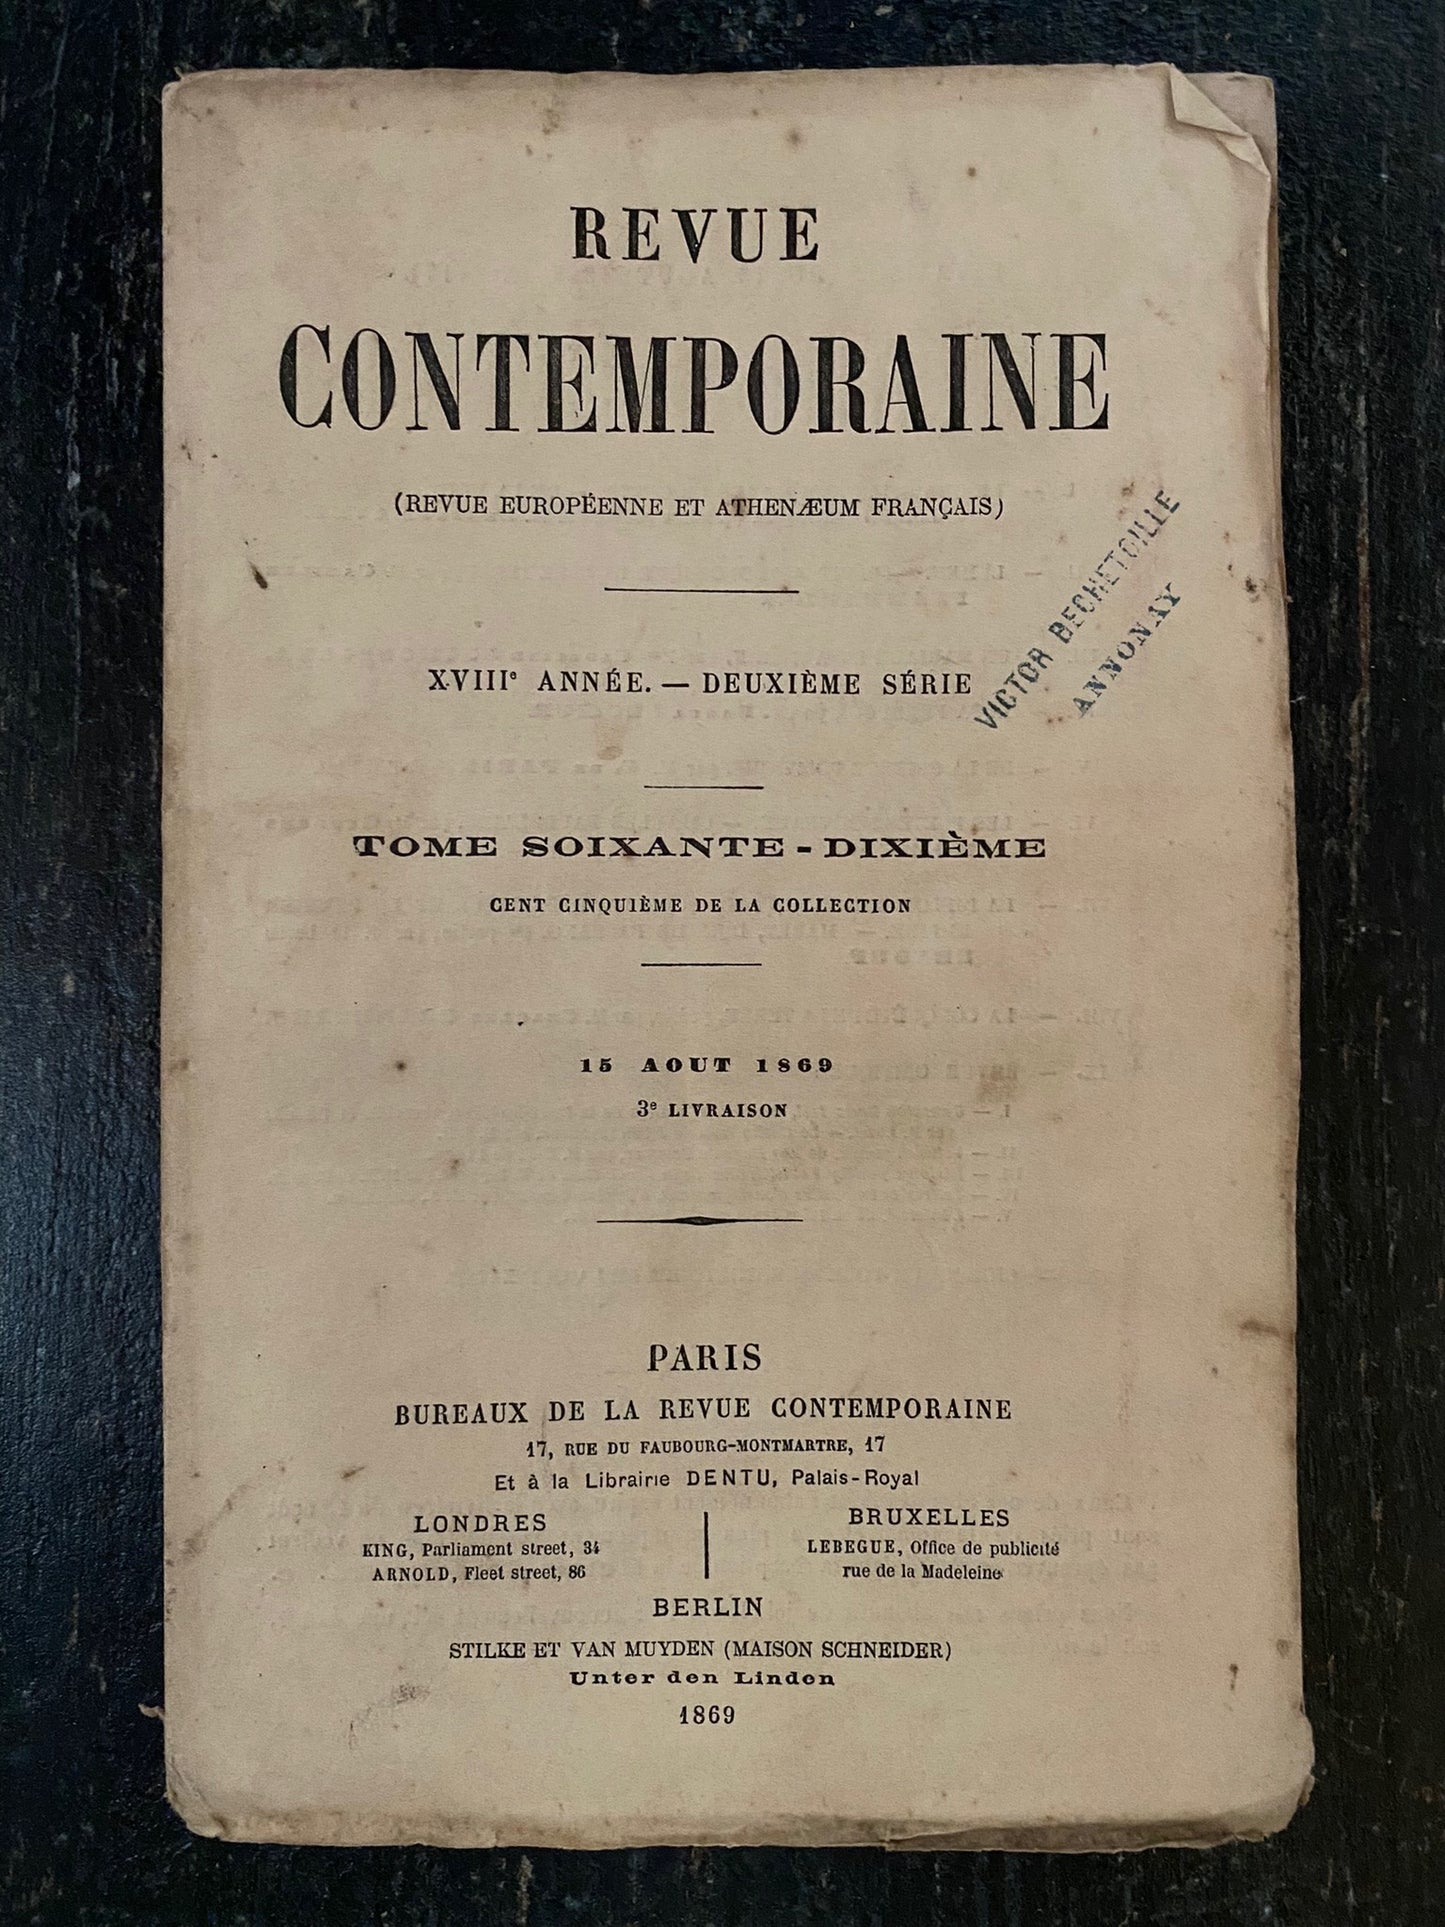 REVUE
CONTEMPORAINE
(REVUE EUROPÉENNE ET ATHENÆUM FRANÇAIS)
XVIIIe ANNÉE. — DEUXIÈME SÉRIE
VICTOR BECHETOILLE
ANNONAY
TOME SOIXANTE-DIXIÈME
CENT CINQUIÈME DE LA COLLECTION
15 AOUT 1869
3e LIVRAISON
PARIS
BUREAUX DE LA REVUE CONTEMPORAINE
17, RUE DU FAUBOURG-MONTMARTRE, 17
Et à la Librairie DENTU, Palais-Royal
LONDRES
KING, Parliament street, 34
ARNOLD, Fleet street, 86
BRUXELLES
LEBEGUE, Office de publicité
rue de la Madeleine
BERLIN
STILKE ET VAN MUYDEN (MAISON SCHNEIDER)
Unter den Linden
1869